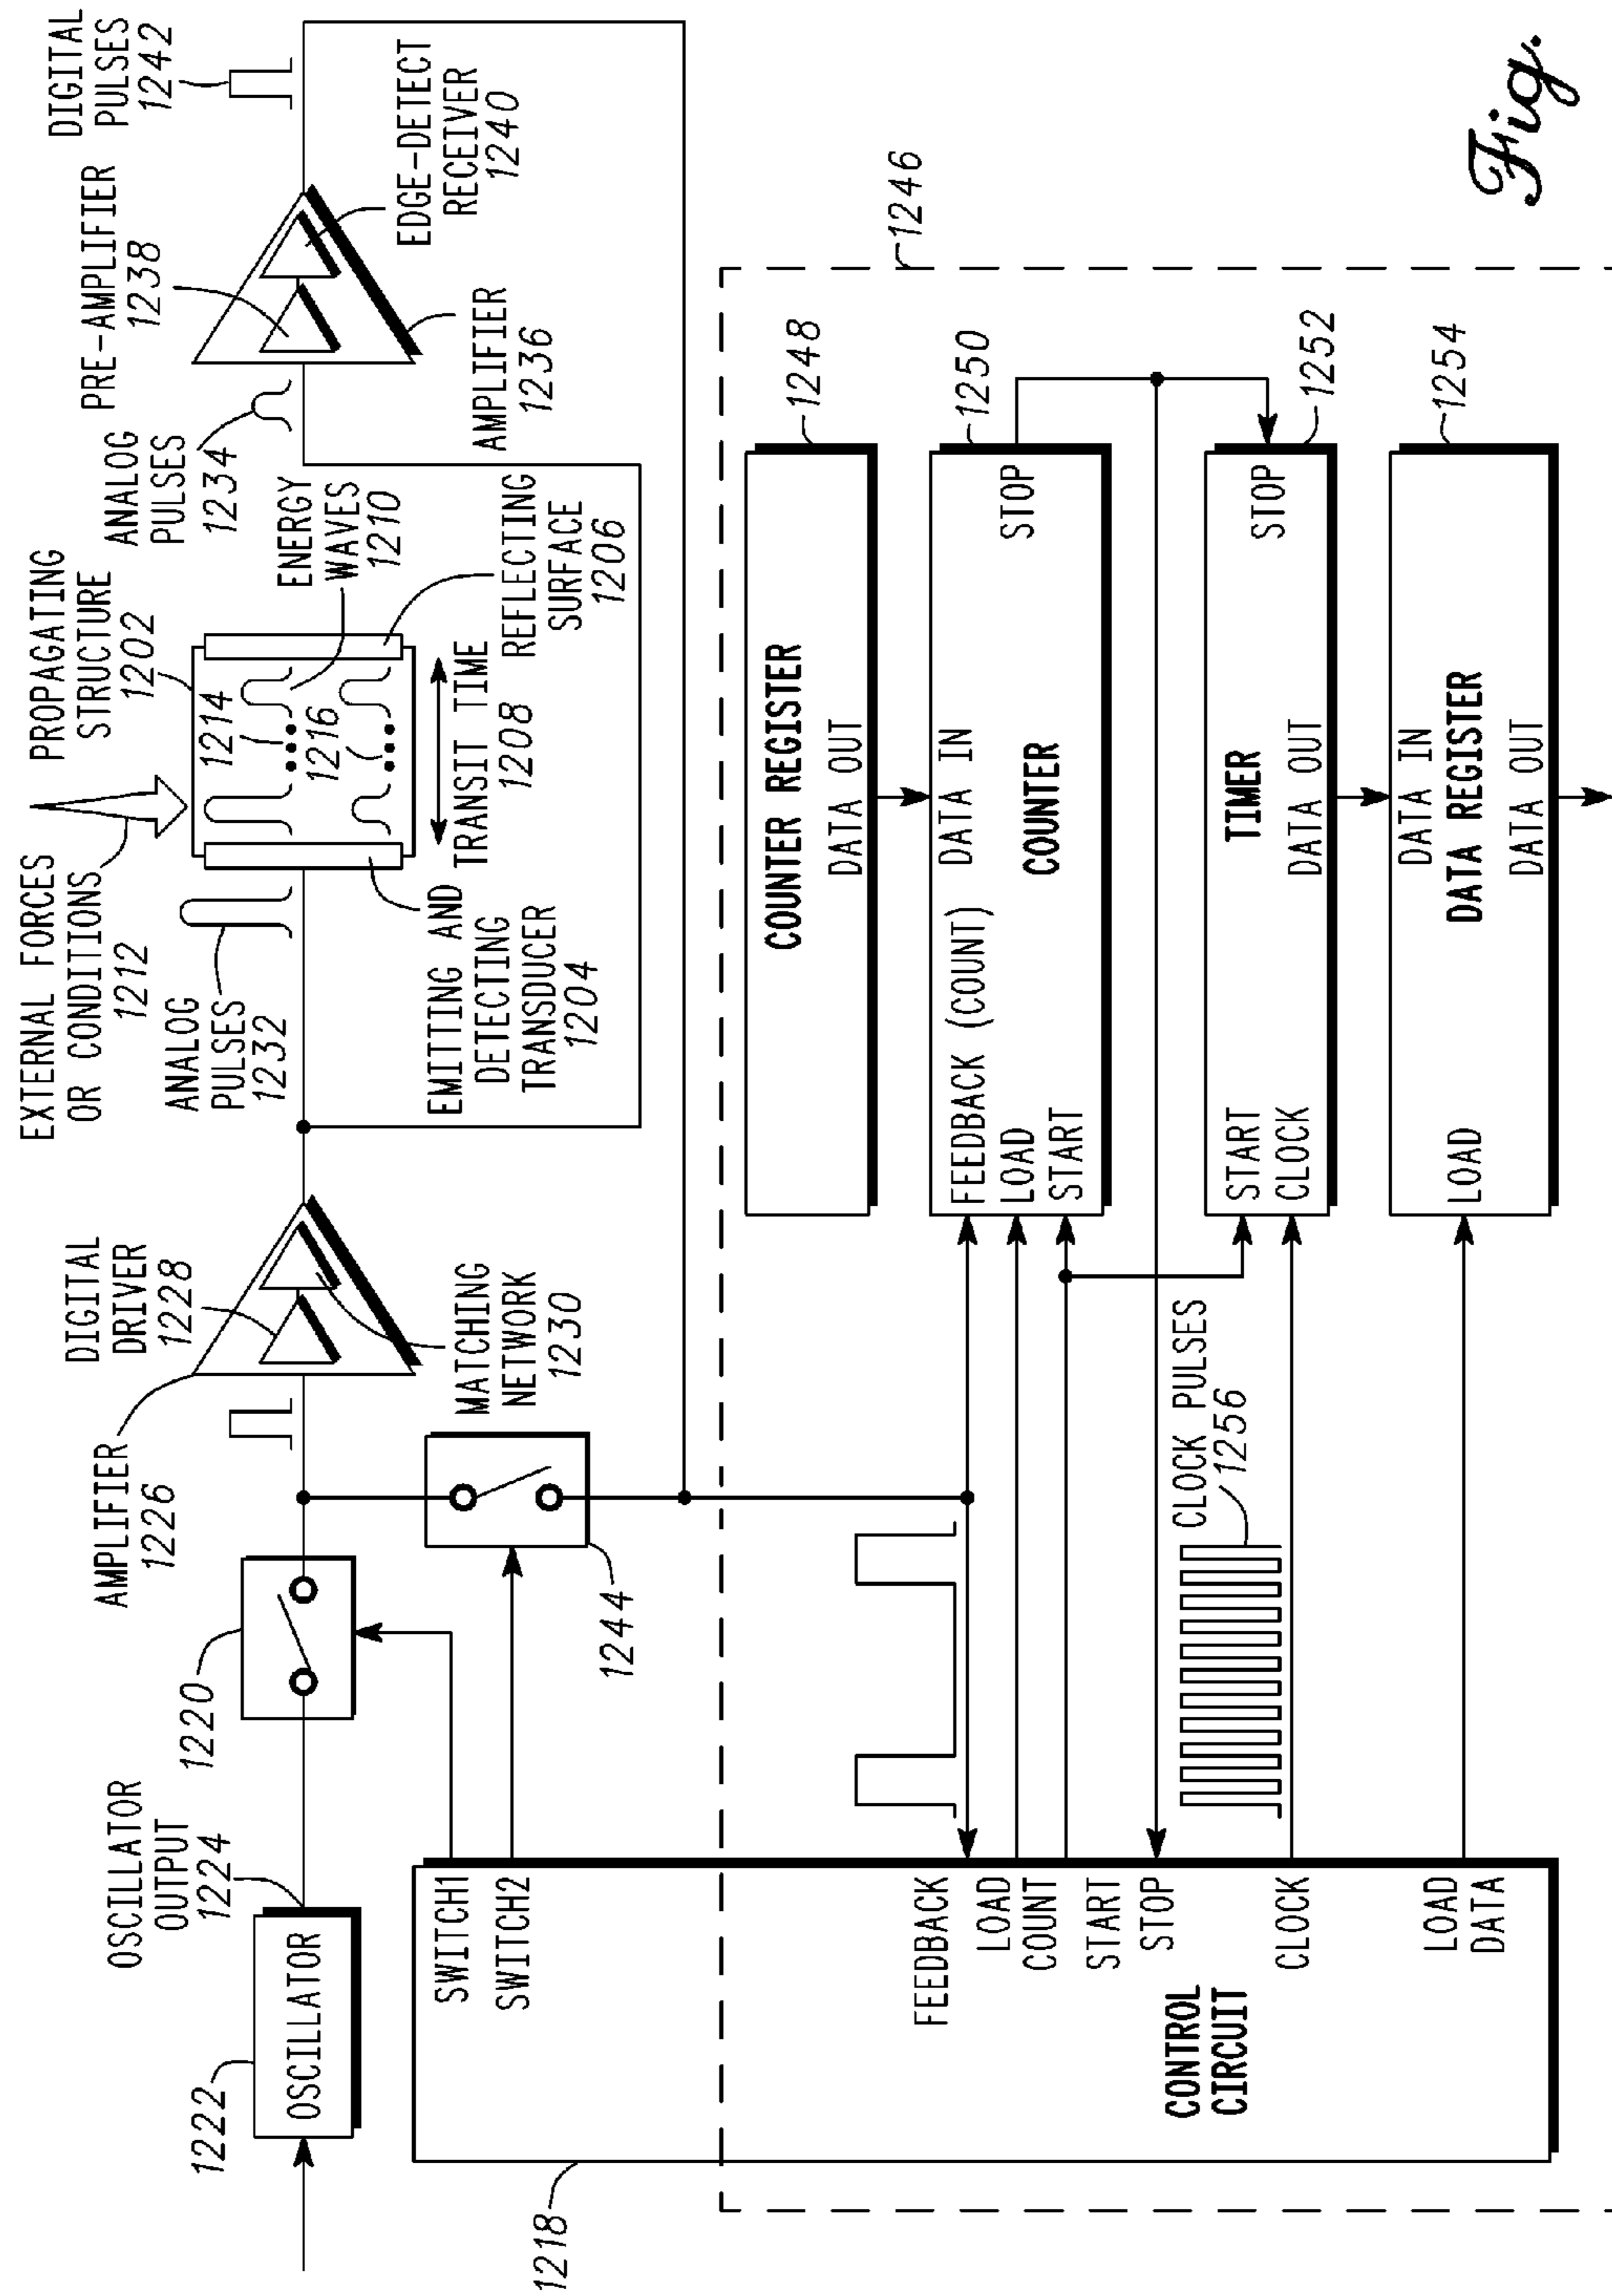 EXTERNAL FORCES
OR CONDITIONS
1212
PROPAGATING
STRUCTURE
1202
DIGITAL
PULSES
1242
OSCILLATOR
OUTPUT
1224
1222
OSCILLATOR
1220
AMPLIFIER
1226
DIGITAL
DRIVER
1228
MATCHING
NETWORK
1230
ANALOG
PULSES
1232
1214
1216
ENERGY
WAVES
1210
ANALOG
PULSES
1234
PRE-AMPLIFIER
1238
EDGE-DETECT
RECEIVER
1240
AMPLIFIER
1236
EMITTING AND
DETECTING
TRANSDUCER
1204
TRANSIT TIME
1208
REFLECTING
SURFACE
1206
1244
1218
SWITCH1
SWITCH2
FEEDBACK
LOAD
COUNT
START
STOP
CLOCK
LOAD
DATA
CONTROL
CIRCUIT
CLOCK PULSES
1256
1246
COUNTER REGISTER
DATA OUT
1248
FEEDBACK (COUNT)
LOAD
START
DATA IN
COUNTER
STOP
1250
START
CLOCK
TIMER
DATA OUT
STOP
1252
LOAD
DATA IN
DATA REGISTER
DATA OUT
1254
Fig.